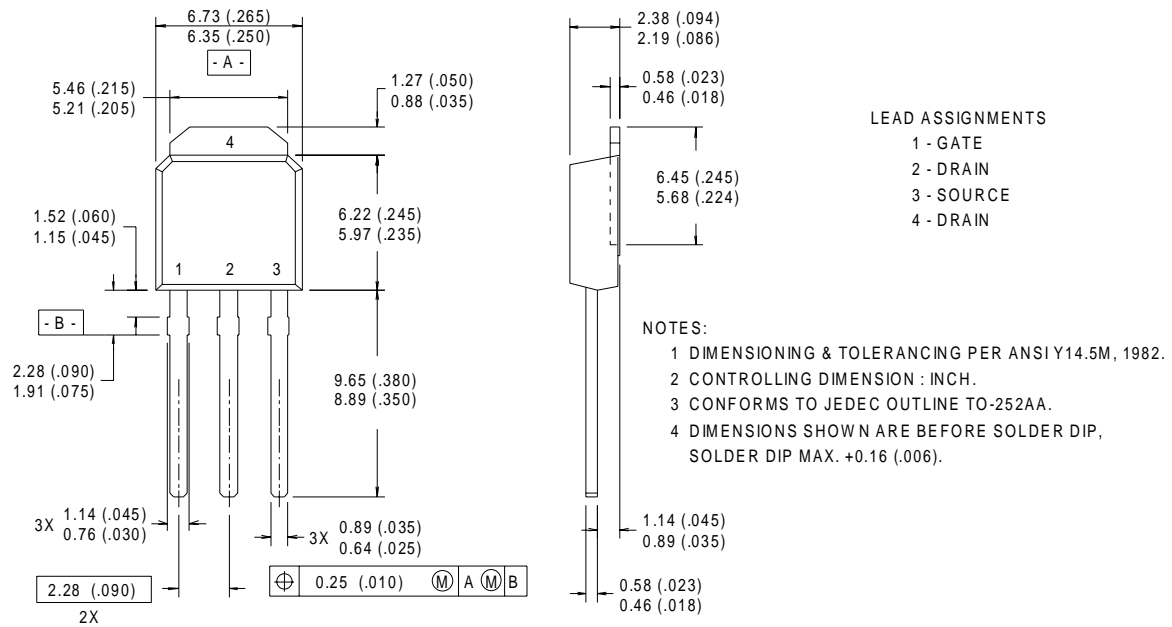 6.73 (.265)
6.35 (.250)
- A -
5.46 (.215)
5.21 (.205)
1.27 (.050)
0.88 (.035)
4
1.52 (.060)
1.15 (.045)
6.22 (.245)
5.97 (.235)
1 2 3
- B -
2.28 (.090)
1.91 (.075)
9.65 (.380)
8.89 (.350)
3X 1.14 (.045)
0.76 (.030)
3X 0.89 (.035)
0.64 (.025)
2.28 (.090)
2X
⌖ 0.25 (.010) Ⓜ A Ⓜ B
2.38 (.094)
2.19 (.086)
0.58 (.023)
0.46 (.018)
6.45 (.245)
5.68 (.224)
1.14 (.045)
0.89 (.035)
0.58 (.023)
0.46 (.018)
LEAD ASSIGNMENTS
1 - GATE
2 - DRAIN
3 - SOURCE
4 - DRAIN
NOTES:
1 DIMENSIONING & TOLERANCING PER ANSI Y14.5M, 1982.
2 CONTROLLING DIMENSION : INCH.
3 CONFORMS TO JEDEC OUTLINE TO-252AA.
4 DIMENSIONS SHOWN ARE BEFORE SOLDER DIP,
SOLDER DIP MAX. +0.16 (.006).